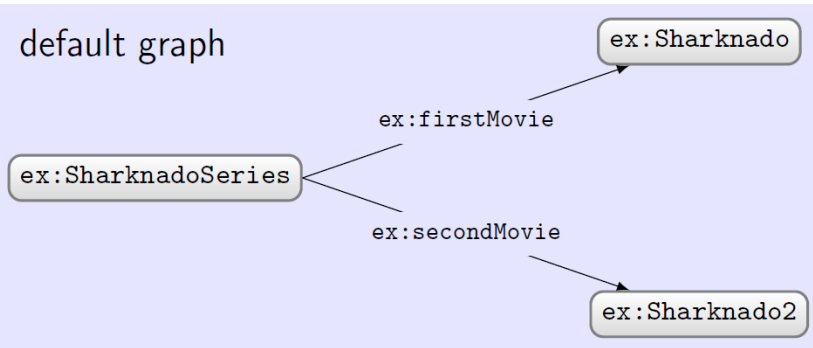 default graph
ex:Sharknado
ex:firstMovie
ex:SharknadoSeries
ex:secondMovie
ex:Sharknado2